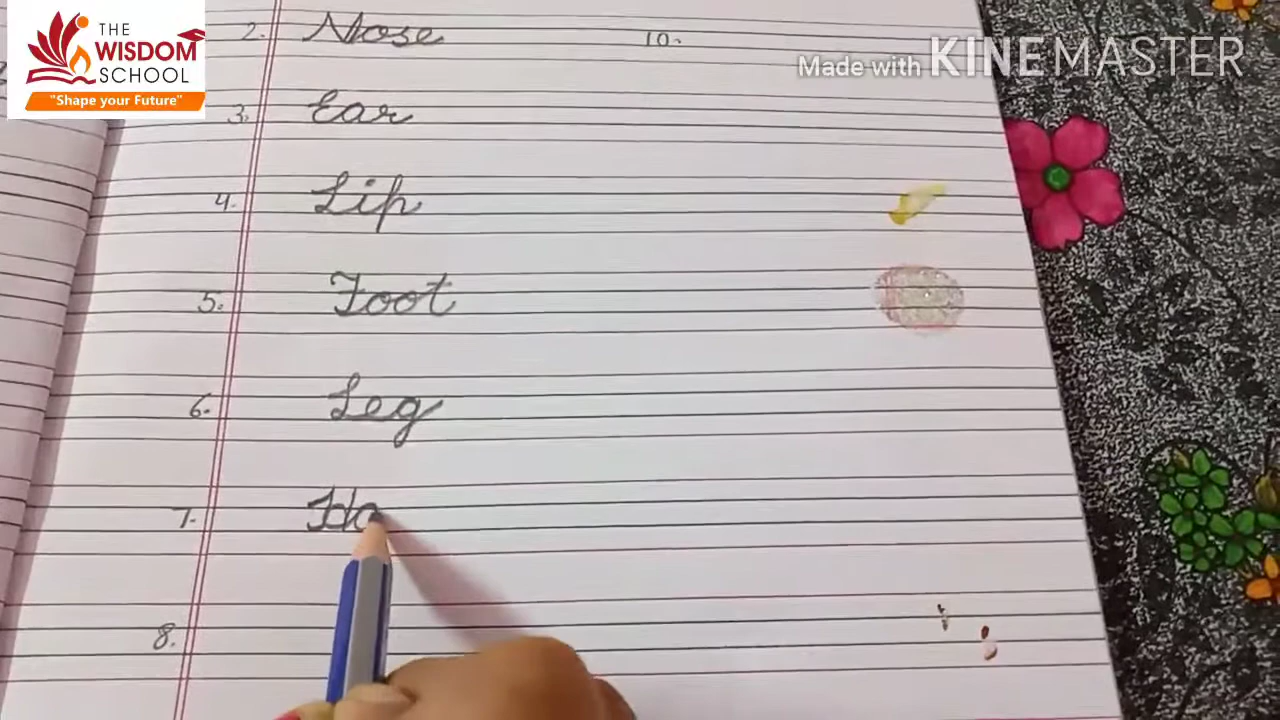 THE
WISDOM
SCHOOL
"Shape your Future"
Made with KINEMASTER
2. Nose
10.
3. Ear
4. Lip
5. Foot
6. Leg
7. Ha
8.